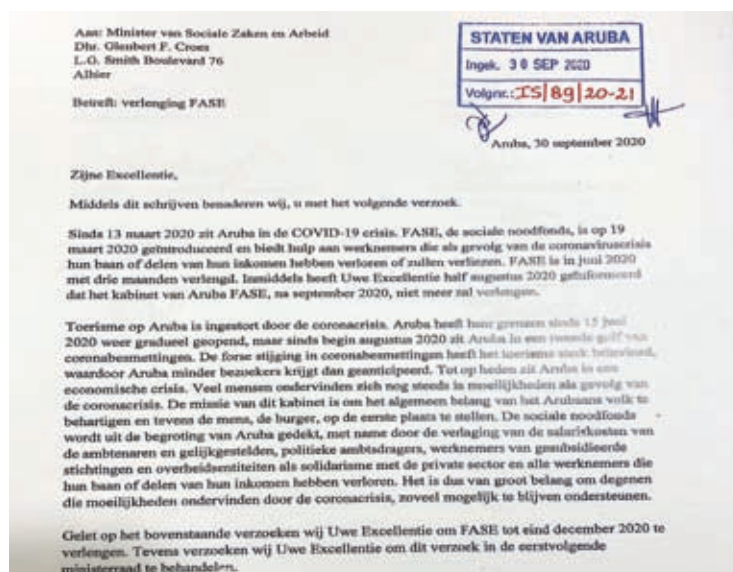 Aan: Minister van Sociale Zaken en Arbeid
Dhr. Glenbert F. Croes
L.G. Smith Boulevard 76
Alhier
Betreft: verlenging FASE
STATEN VAN ARUBA
Ingek. 30 SEP 2020
Volgnr.: IS/89/20-21
Aruba, 30 september 2020
Zijne Excellentie,
Middels dit schrijven benaderen wij, u met het volgende verzoek.
Sinds 13 maart 2020 zit Aruba in de COVID-19 crisis. FASE, de sociale noodfonds, is op 19
maart 2020 geïntroduceerd en biedt hulp aan werknemers die als gevolg van de coronaviruscrisis
hun baan of delen van hun inkomen hebben verloren of zullen verliezen. FASE is in juni 2020
met drie maanden verlengd. Inmiddels heeft Uwe Excellentie half augustus 2020 geïnformeerd
dat het kabinet van Aruba FASE, na september 2020, niet meer zal verlengen.
Toerisme op Aruba is ingestort door de coronacrisis. Aruba heeft haar grenzen sinds 15 juni
2020 weer gradueel geopend, maar sinds begin augustus 2020 zit Aruba in een tweede golf van
coronabesmettingen. De forse stijging in coronabesmettingen heeft het toerisme sterk beïnvloed,
waardoor Aruba minder bezoekers krijgt dan geanticipeerd. Tot op heden zit Aruba in een
economische crisis. Veel mensen ondervinden zich nog steeds in moeilijkheden als gevolg van
de coronacrisis. De missie van dit kabinet is om het algemeen belang van het Arubaans volk te
behartigen en tevens de mens, de burger, op de eerste plaats te stellen. De sociale noodfonds
wordt uit de begroting van Aruba gedekt, met name door de verlaging van de salariskosten van
de ambtenaren en gelijkgestelden, politieke ambtsdragers, werknemers van gesubsidieerde
stichtingen en overheidsentiteiten als solidarisme met de private sector en alle werknemers die
hun baan of delen van hun inkomen hebben verloren. Het is dus van groot belang om degenen
die moeilijkheden ondervinden door de coronacrisis, zoveel mogelijk te blijven ondersteunen.
Gelet op het bovenstaande verzoeken wij Uwe Excellentie om FASE tot eind december 2020 te
verlengen. Tevens verzoeken wij Uwe Excellentie om dit verzoek in de eerstvolgende
ministerraad te behandelen.